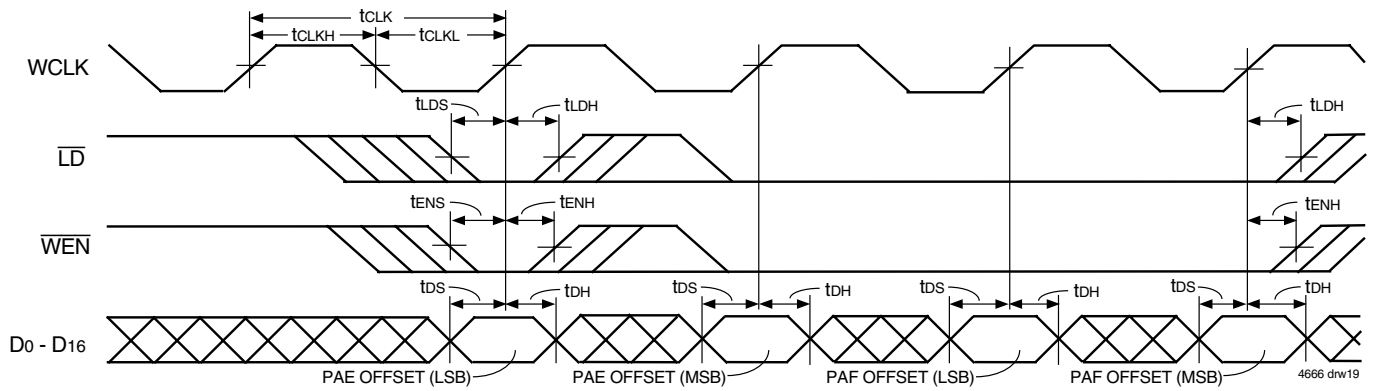 tCLK
tCLKH
tCLKL
WCLK
tLDS
tLDH
tLDH
LD
tENS
tENH
tENH
WEN
tDS
tDH
tDS
tDH
tDS
tDH
tDS
tDH
D0 - D16
PAE OFFSET (LSB)
PAE OFFSET (MSB)
PAF OFFSET (LSB)
PAF OFFSET (MSB)
4666 drw19